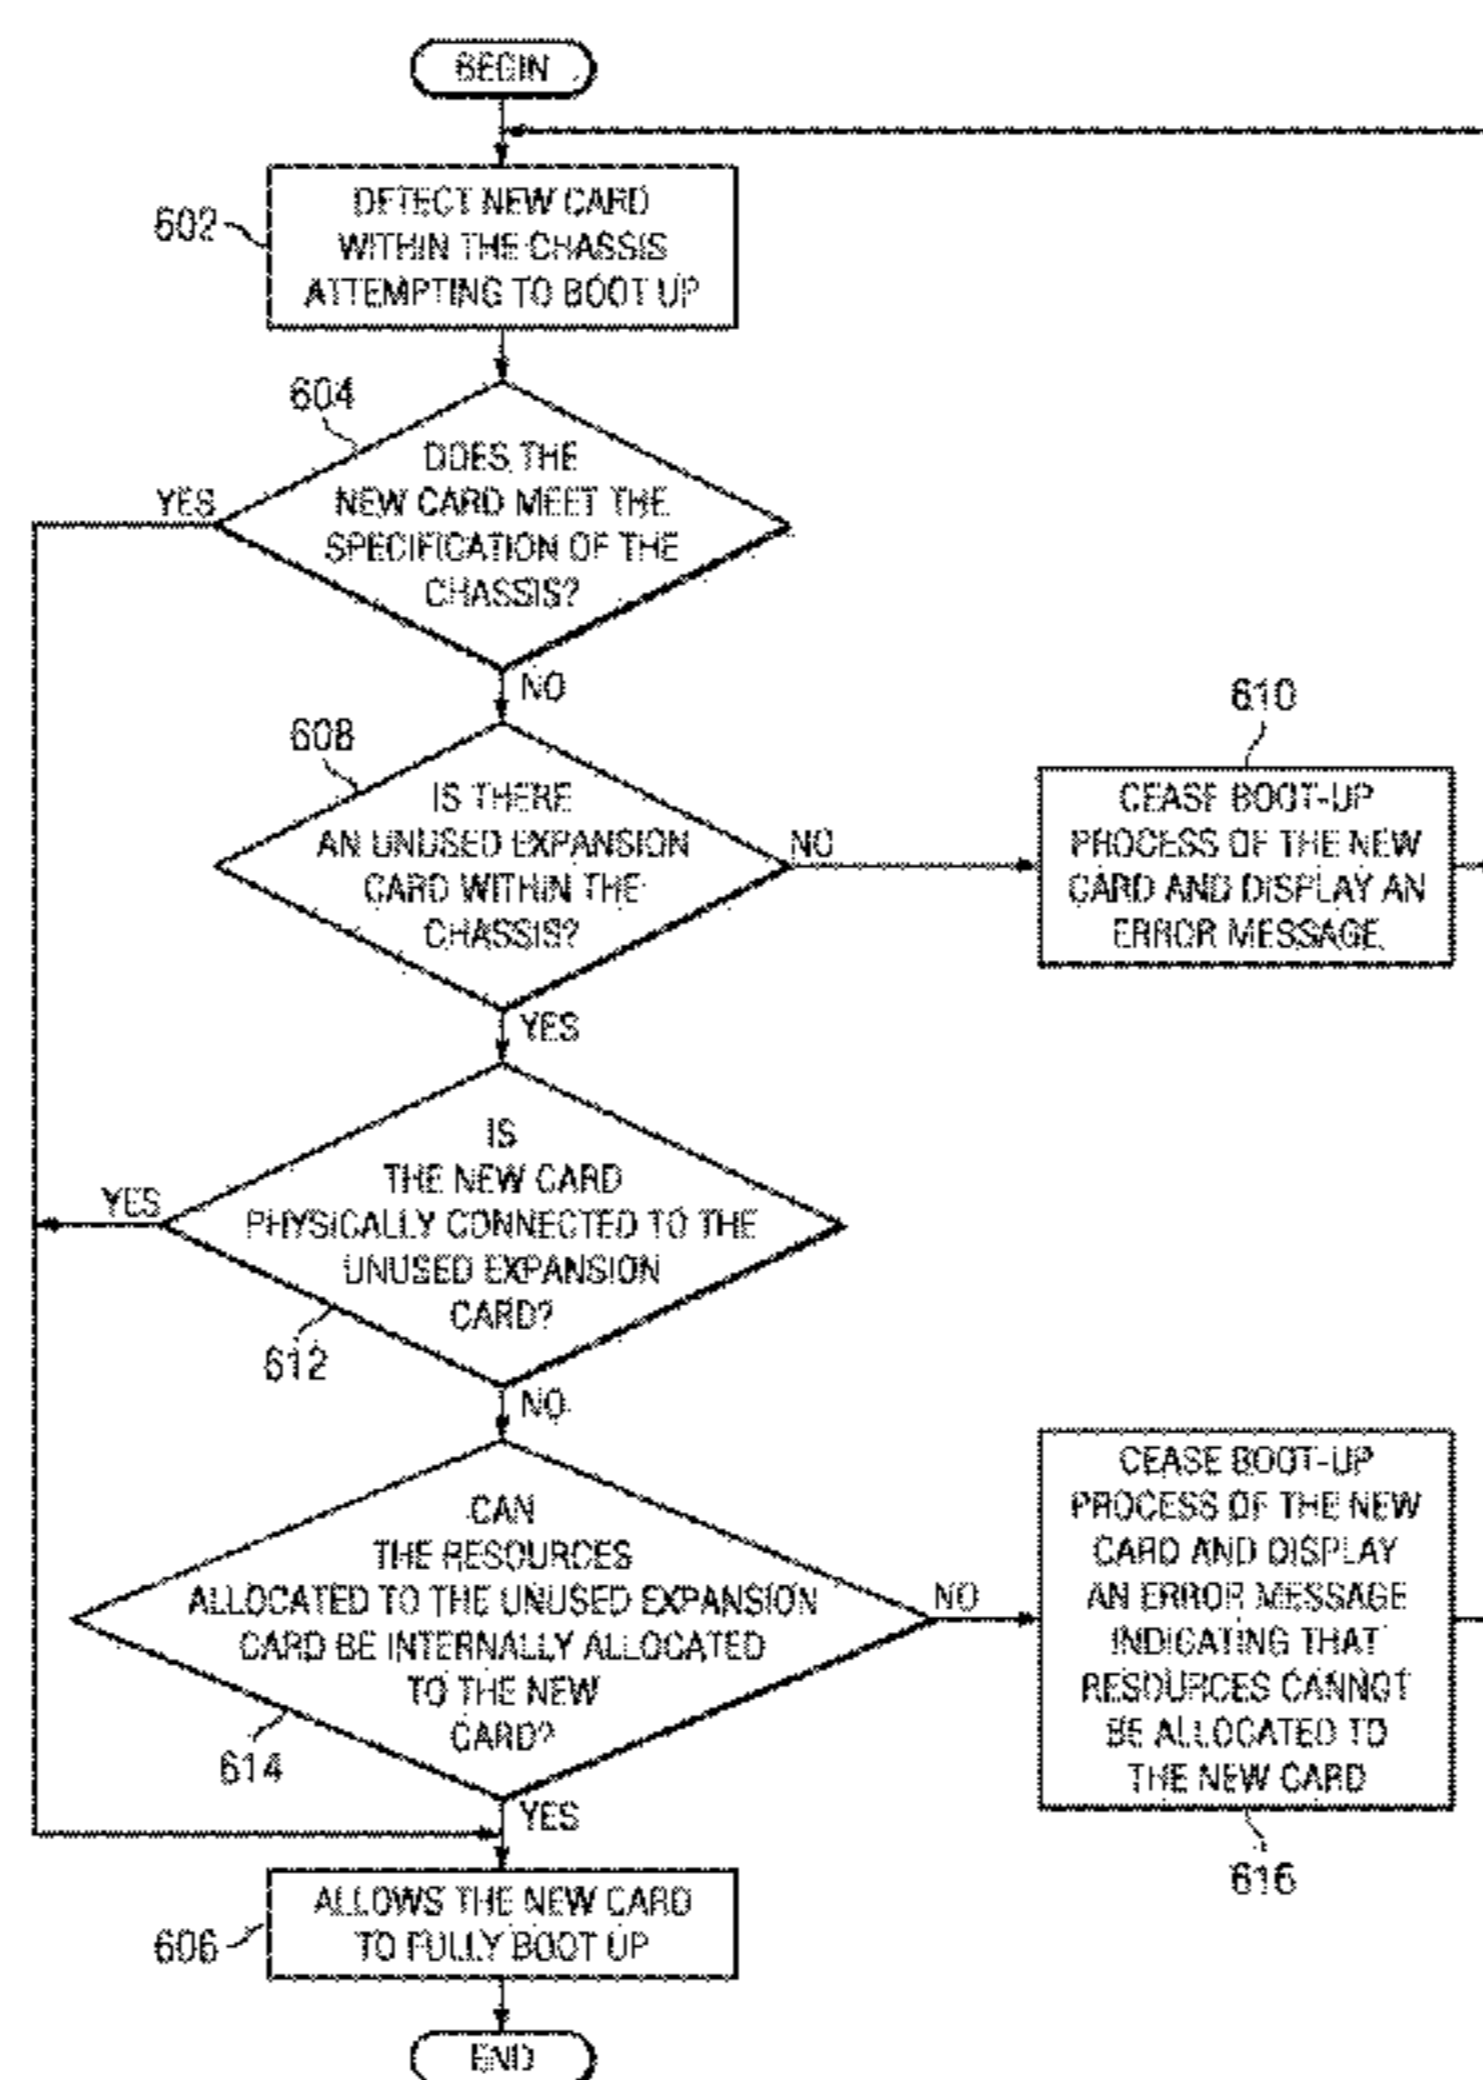 BEGIN
602
DETECT NEW CARD
WITHIN THE CHASSIS
ATTEMPTING TO BOOT UP
604
DOES THE
NEW CARD MEET THE
SPECIFICATION OF THE
CHASSIS?
YES
NO
608
IS THERE
AN UNUSED EXPANSION
CARD WITHIN THE
CHASSIS?
NO
YES
610
CEASE BOOT-UP
PROCESS OF THE NEW
CARD AND DISPLAY AN
ERROR MESSAGE
IS
THE NEW CARD
PHYSICALLY CONNECTED TO THE
UNUSED EXPANSION
CARD?
YES
612
NO
CAN
THE RESOURCES
ALLOCATED TO THE UNUSED EXPANSION
CARD BE INTERNALLY ALLOCATED
TO THE NEW
CARD?
NO
614
YES
CEASE BOOT-UP
PROCESS OF THE NEW
CARD AND DISPLAY
AN ERROR MESSAGE
INDICATING THAT
RESOURCES CANNOT
BE ALLOCATED TO
THE NEW CARD
616
606
ALLOWS THE NEW CARD
TO FULLY BOOT UP
END